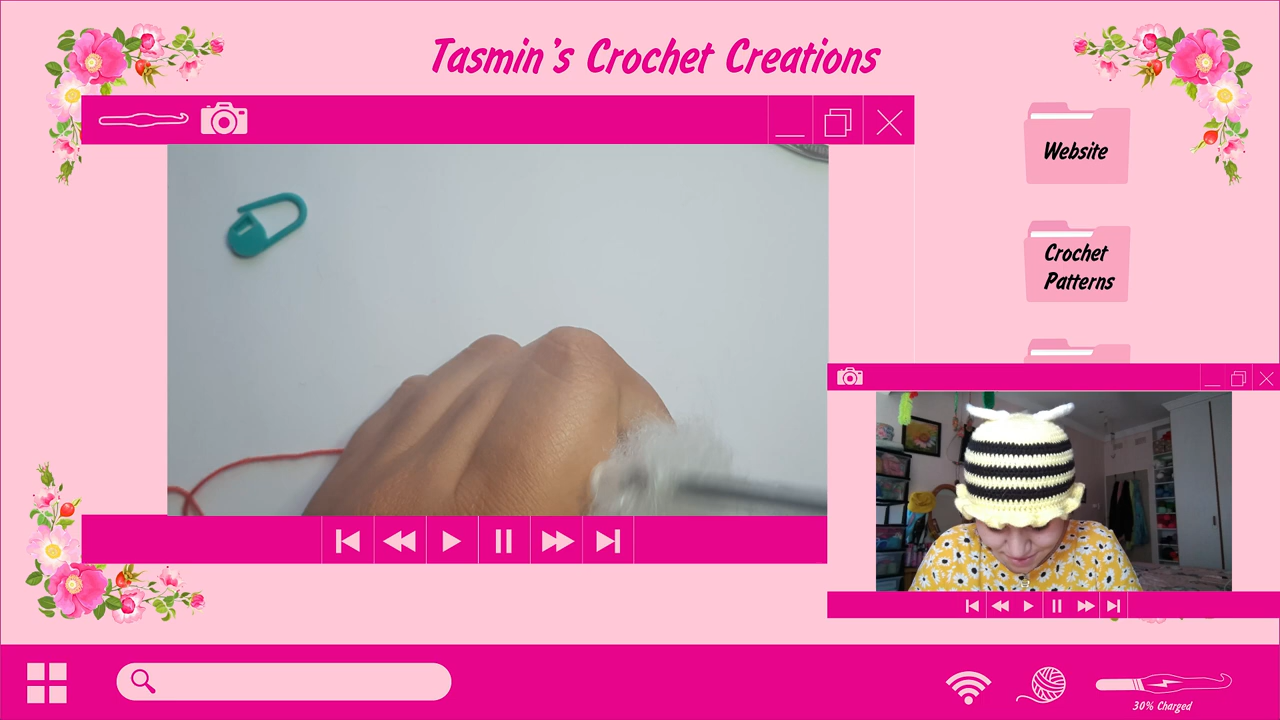 Tasmin's Crochet Creations
Website
Crochet
Patterns
30% Charged